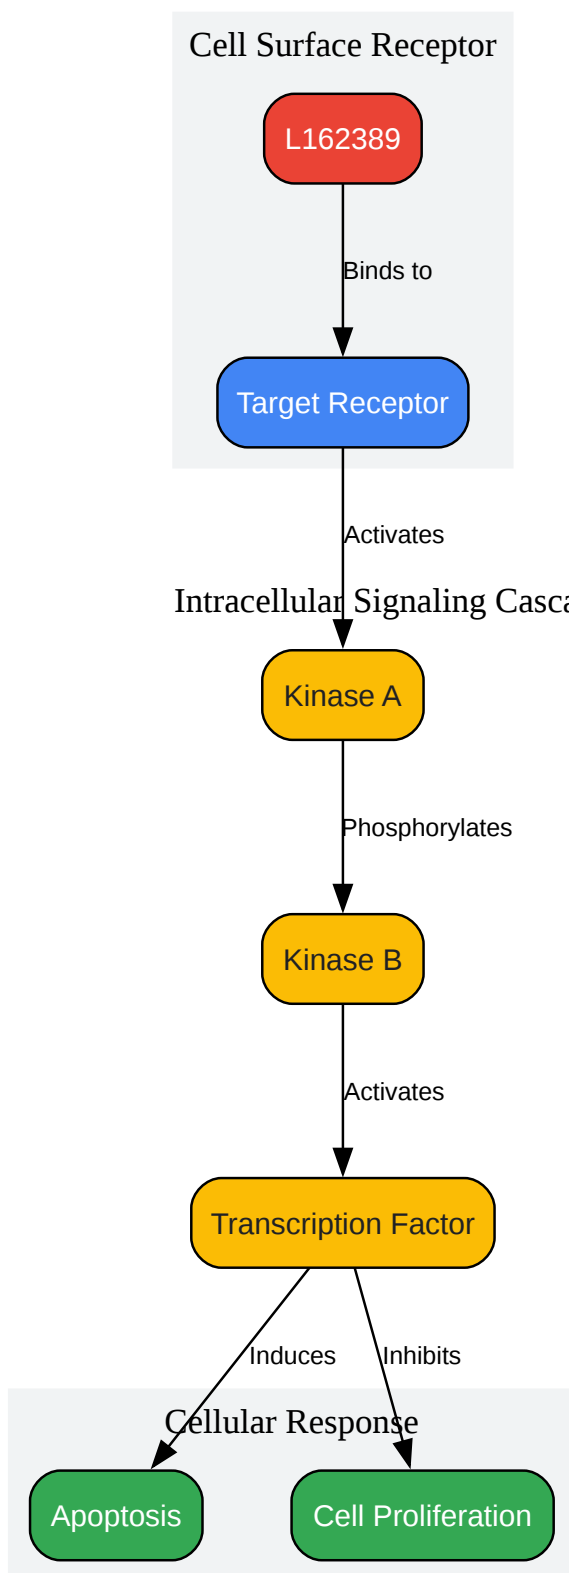 Cell Surface Receptor
L162389
Binds to
Target Receptor
Activates
Intracellular Signaling Casca
Kinase A
Phosphorylates
Kinase B
Activates
Transcription Factor
Induces
Inhibits
Cellular Response
Apoptosis
Cell Proliferation